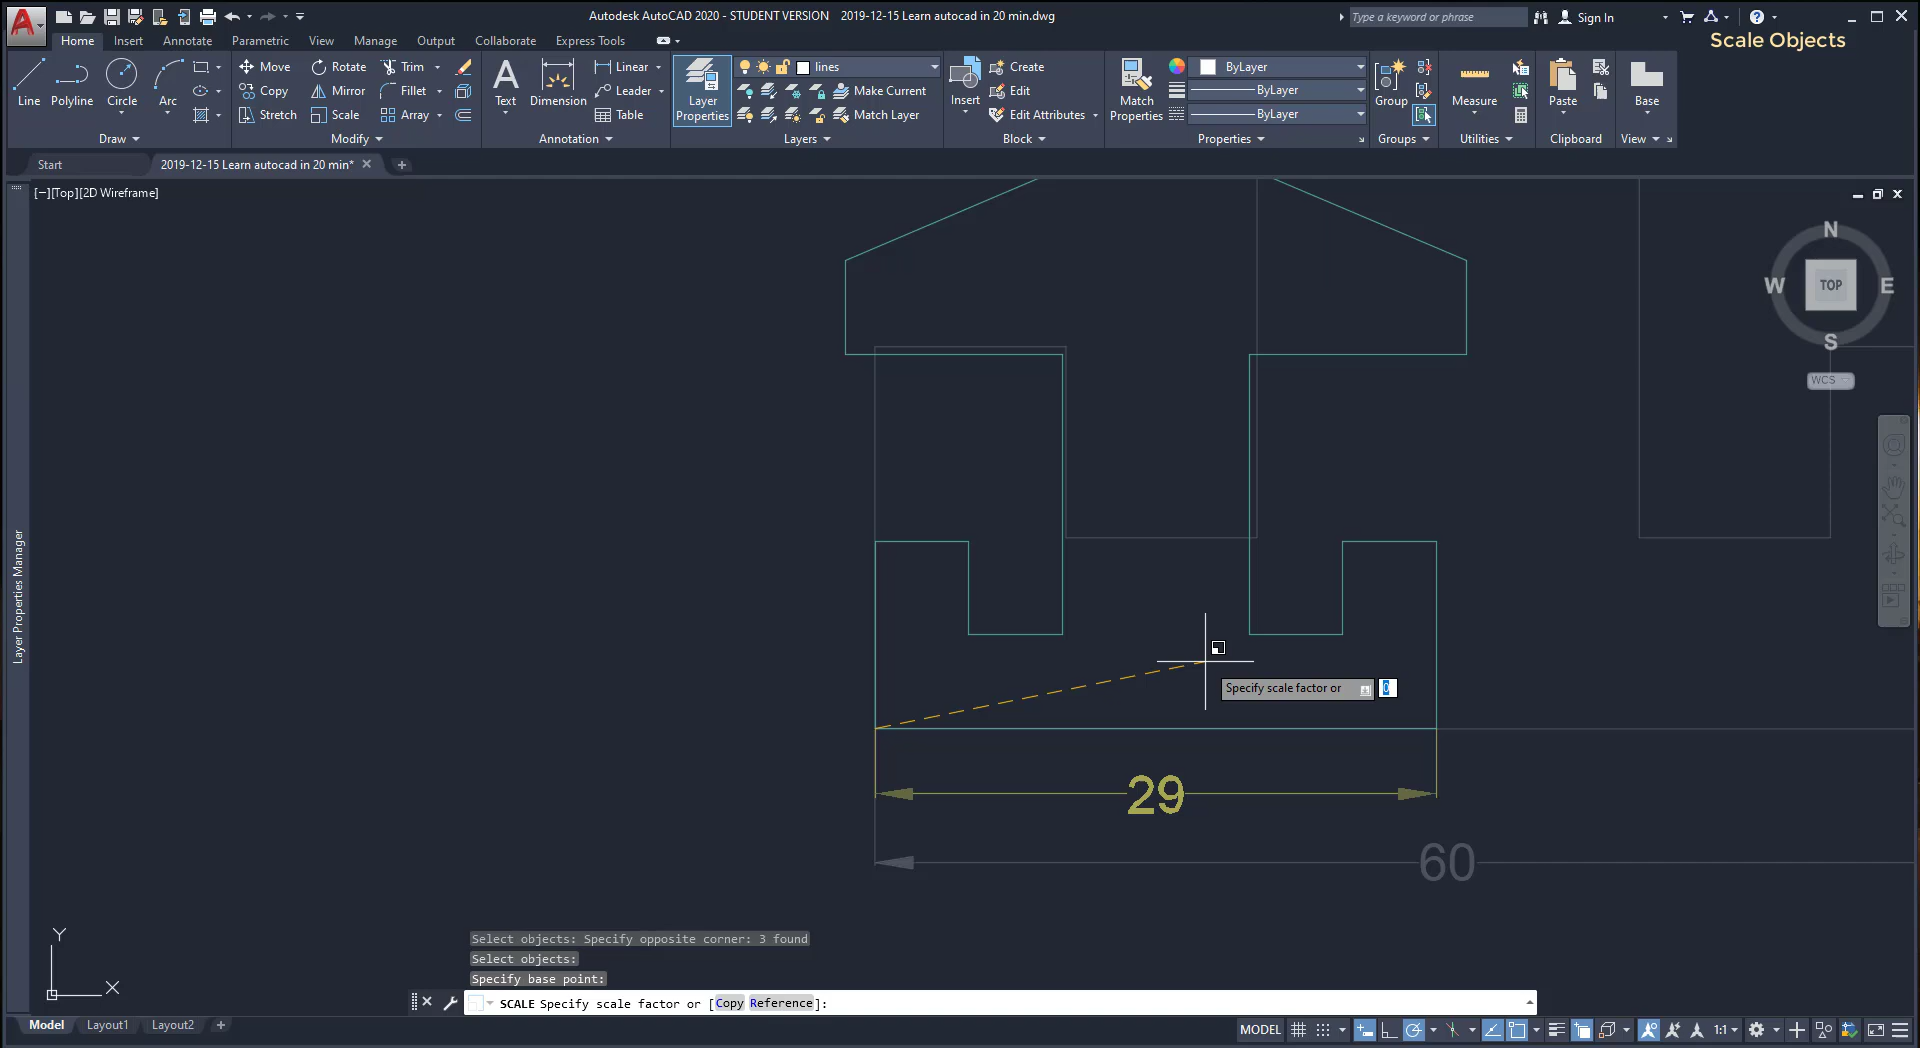 Autodesk AutoCAD 2020 - STUDENT VERSION 2019-12-15 Learn autocad in 20 min.dwg
Type a keyword or phrase
Sign In
Scale Objects
Home Insert Annotate Parametric View Manage Output Collaborate Express Tools
Line Polyline Circle Arc
Move Rotate Trim
Copy Mirror Fillet
Stretch Scale Array
Text Dimension
Linear
Leader
Table
Layer Properties
lines
Make Current
Match Layer
Insert
Create
Edit
Edit Attributes
Match Properties
ByLayer
ByLayer
ByLayer
Group
Measure
Paste
Base
Draw Modify Annotation Layers Block Properties Groups Utilities Clipboard View
Start 2019-12-15 Learn autocad in 20 min*
[−][Top][2D Wireframe]
N
W TOP E
S
WCS
Layer Properties Manager
Specify scale factor or 0
29
60
Y
X
Select objects: Specify opposite corner: 3 found
Select objects:
Specify base point:
SCALE Specify scale factor or [Copy Reference]:
Model Layout1 Layout2
MODEL 1:1